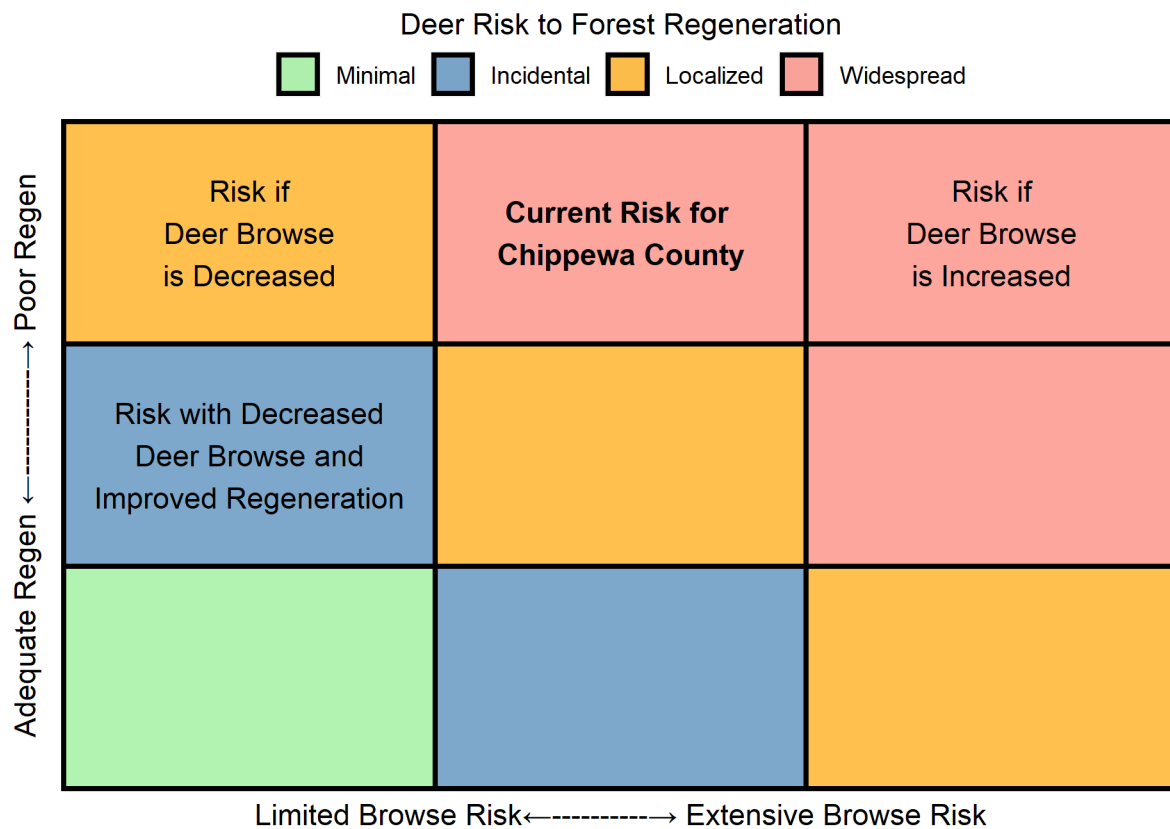 Deer Risk to Forest Regeneration
Minimal Incidental Localized Widespread
Risk if
Deer Browse
is Decreased
Current Risk for
Chippewa County
Risk if
Deer Browse
is Increased
Risk with Decreased
Deer Browse and
Improved Regeneration
Adequate Regen ←----------→ Poor Regen
Limited Browse Risk←----------→ Extensive Browse Risk